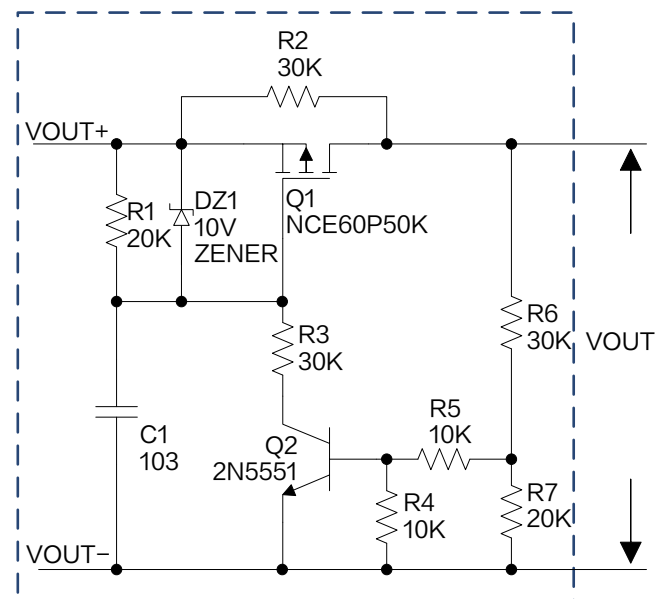 R2
30K
VOUT+
R1
20K
DZ1
10V
ZENER
Q1
NCE60P50K
R3
30K
R6
30K
VOUT
C1
103
Q2
2N5551
R5
10K
R4
10K
R7
20K
VOUT−